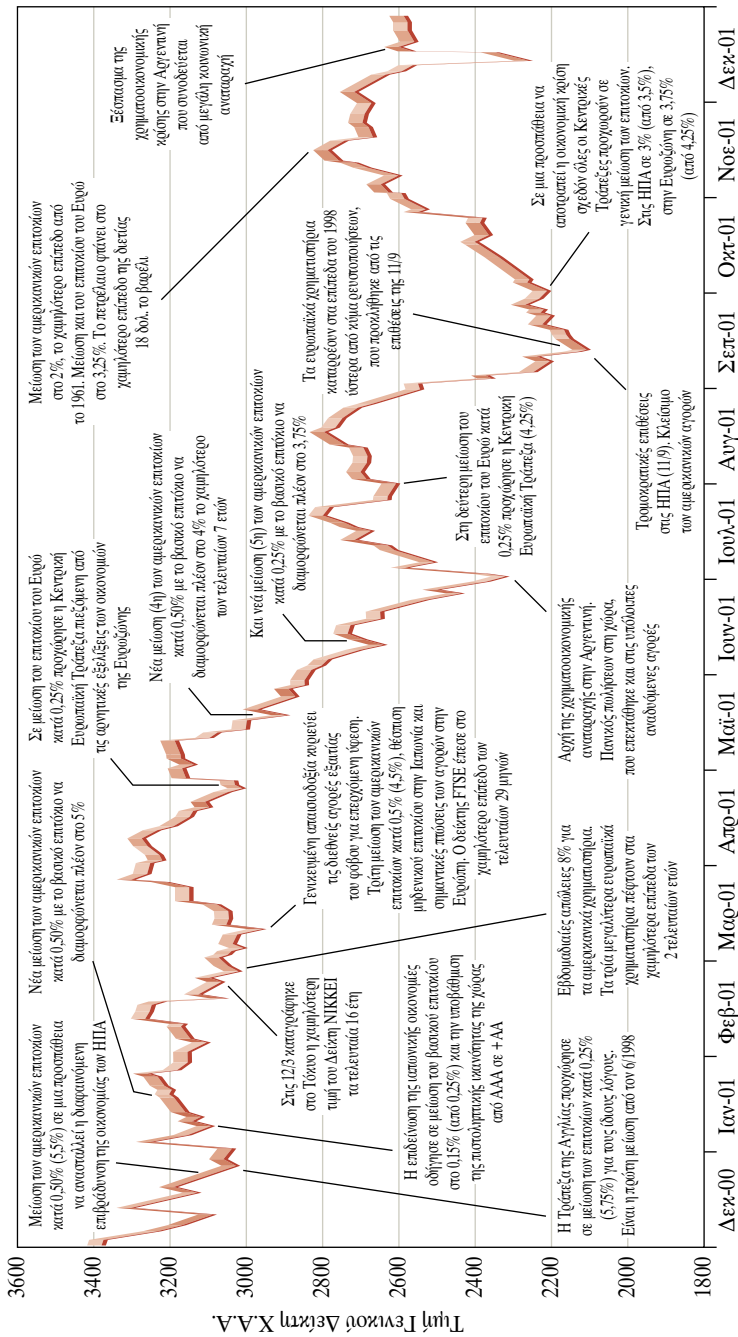 Τιμή Γενικού Δείκτη Χ.Α.Α.
3600
3400
3200
3000
2800
2600
2400
2200
2000
1800
Μείωση των αμερικανικών επιτοκίων
κατά 0,50% (5,5%) σε μια προσπάθεια
να ανασταλλεί η διαφαινόμενη
επιβράδυνση της οικονομίας των ΗΠΑ
Νέα μείωση των αμερικανικών επιτοκίων
κατά 0,50% με το βασικό επιτόκιο να
διαμορφώνεται πλέον στο 5%
Σε μείωση του επιτοκίου του Ευρώ
κατά 0,25% προχώρησε η Κεντρικη
Ευρωπαϊκή Τράπεζα πιεζόμενη από
τις αρνητικές εξελίξεις των οικονομιών
της Ευρωζώνης
Νέα μείωση (4η) των αμερικανικών επιτοκίων
κατά 0,50% με το βασικό επιτόκιο να
διαμορφώνεται πλέον στο 4% το χαμηλότερο
των τελευταίων 7 ετών
Και νεά μείωση (5η) των αμερικανικών επιτοκίων
κατά 0,25% με το βασικό επιτόκιο να
διαμορφώνεται πλέον στο 3,75%
Μείωση των αμερικανικών επιτοκίων
στο 2%, το χαμηλότερο επίπεδο από
το 1961. Μείωση και του επιτοκίου του Ευρώ
στο 3,25%. Το πετρέλαιο φτάνει στο
χαμηλότερο επίπεδο της διετίας
18 δολ. το βαρέλι
Τα ευρωπαϊκά χρηματιστήρια
καταρρέουν στα επίπεδα του 1998
ύστερα από κύμα ρευστοποιήσεων,
που προκλήθηκε από τις
επιθέσεις της 11/9
Ξέσπασμα της
χρηματοοικονομικής
κρίσης στην Αργεντινή
που συνοδεύεται
από μεγάλη κοινωνική
αναταραχή
Η Τράπεζα της Αγγλίας προχώρησε
σε μείωση των επιτοκίων κατά 0,25%
(5,75%) για τους ίδιους λόγους.
Είναι η πρώτη μείωση από τον 6/1998
Η επιδείνωση της ιαπωνικής οικονομίας
οδήγησε σε μείωση του βασικού επιτοκίου
στο 0,15% (από 0,25%) και την υποβάθμιση
της πιστοληπτικής ικανότητας της χώρας
από ΑΑΑ σε +ΑΑ
Στις 12/3 καταγράφηκε
στο Τόκυο η χαμηλότερη
τιμή του Δείκτη ΝΙΚΚΕΙ
τα τελευταία 16 έτη
Εβδομαδιαίες απώλειες 8% για
τα αμερικανικά χρηματιστήρια.
Τα τρία μεγαλύτερα ευρωπαϊκά
χρηματιστήρια πέφτουν στα
χαμηλότερα επίπεδα των
2 τελευταίων ετών
Γενικευμένη απαισιοδοξία κυριεύει
τις διεθνείς αγορές εξαιτίας
του φόβου για επερχόμενη ύφεση.
Τρίτη μείωση των αμερικανικών
επιτοκίων κατά 0,5% (4,5%), θέσπιση
μηδενικού επιτοκίου στην Ιαπωνία και
σημαντικές πτώσεις των αγορών στην
Ευρώπη. Ο δείκτης FTSE έπεσε στο
χαμηλότερο επίπεδο των
τελευταίων 29 μηνών
Αρχή της χρηματοοικονομικής
αναταραχής στην Αργεντινή.
Πανικός πωλήσεων στη χώρα,
που επεκτάθηκε και στις υπόλοιπες
αναδυόμενες αγορές
Στη δεύτερη μείωση του
επιτοκίου του Ευρώ κατά
0,25% προχώρησε η Κεντρική
Ευρωπαϊκή Τράπεζα (4,25%)
Τρομοκρατικές επιθέσεις
στις ΗΠΑ (11/9). Κλείσιμο
των αμερικανικών αγορών
Σε μια προσπάθεια να
αποτραπεί η οικονομική κρίση
σχεδόν όλες οι Κεντρικές
Τράπεζες προχωρούν σε
γενική μείωση των επιτοκίων.
Στις ΗΠΑ σε 3% (από 3,5%),
στην Ευρωζώνη σε 3,75%
(από 4,25%)
Δεκ-00
Ιαν-01
Φεβ-01
Μαρ-01
Απρ-01
Μαϊ-01
Ιουν-01
Ιουλ-01
Αυγ-01
Σεπ-01
Οκτ-01
Νοε-01
Δεκ-01